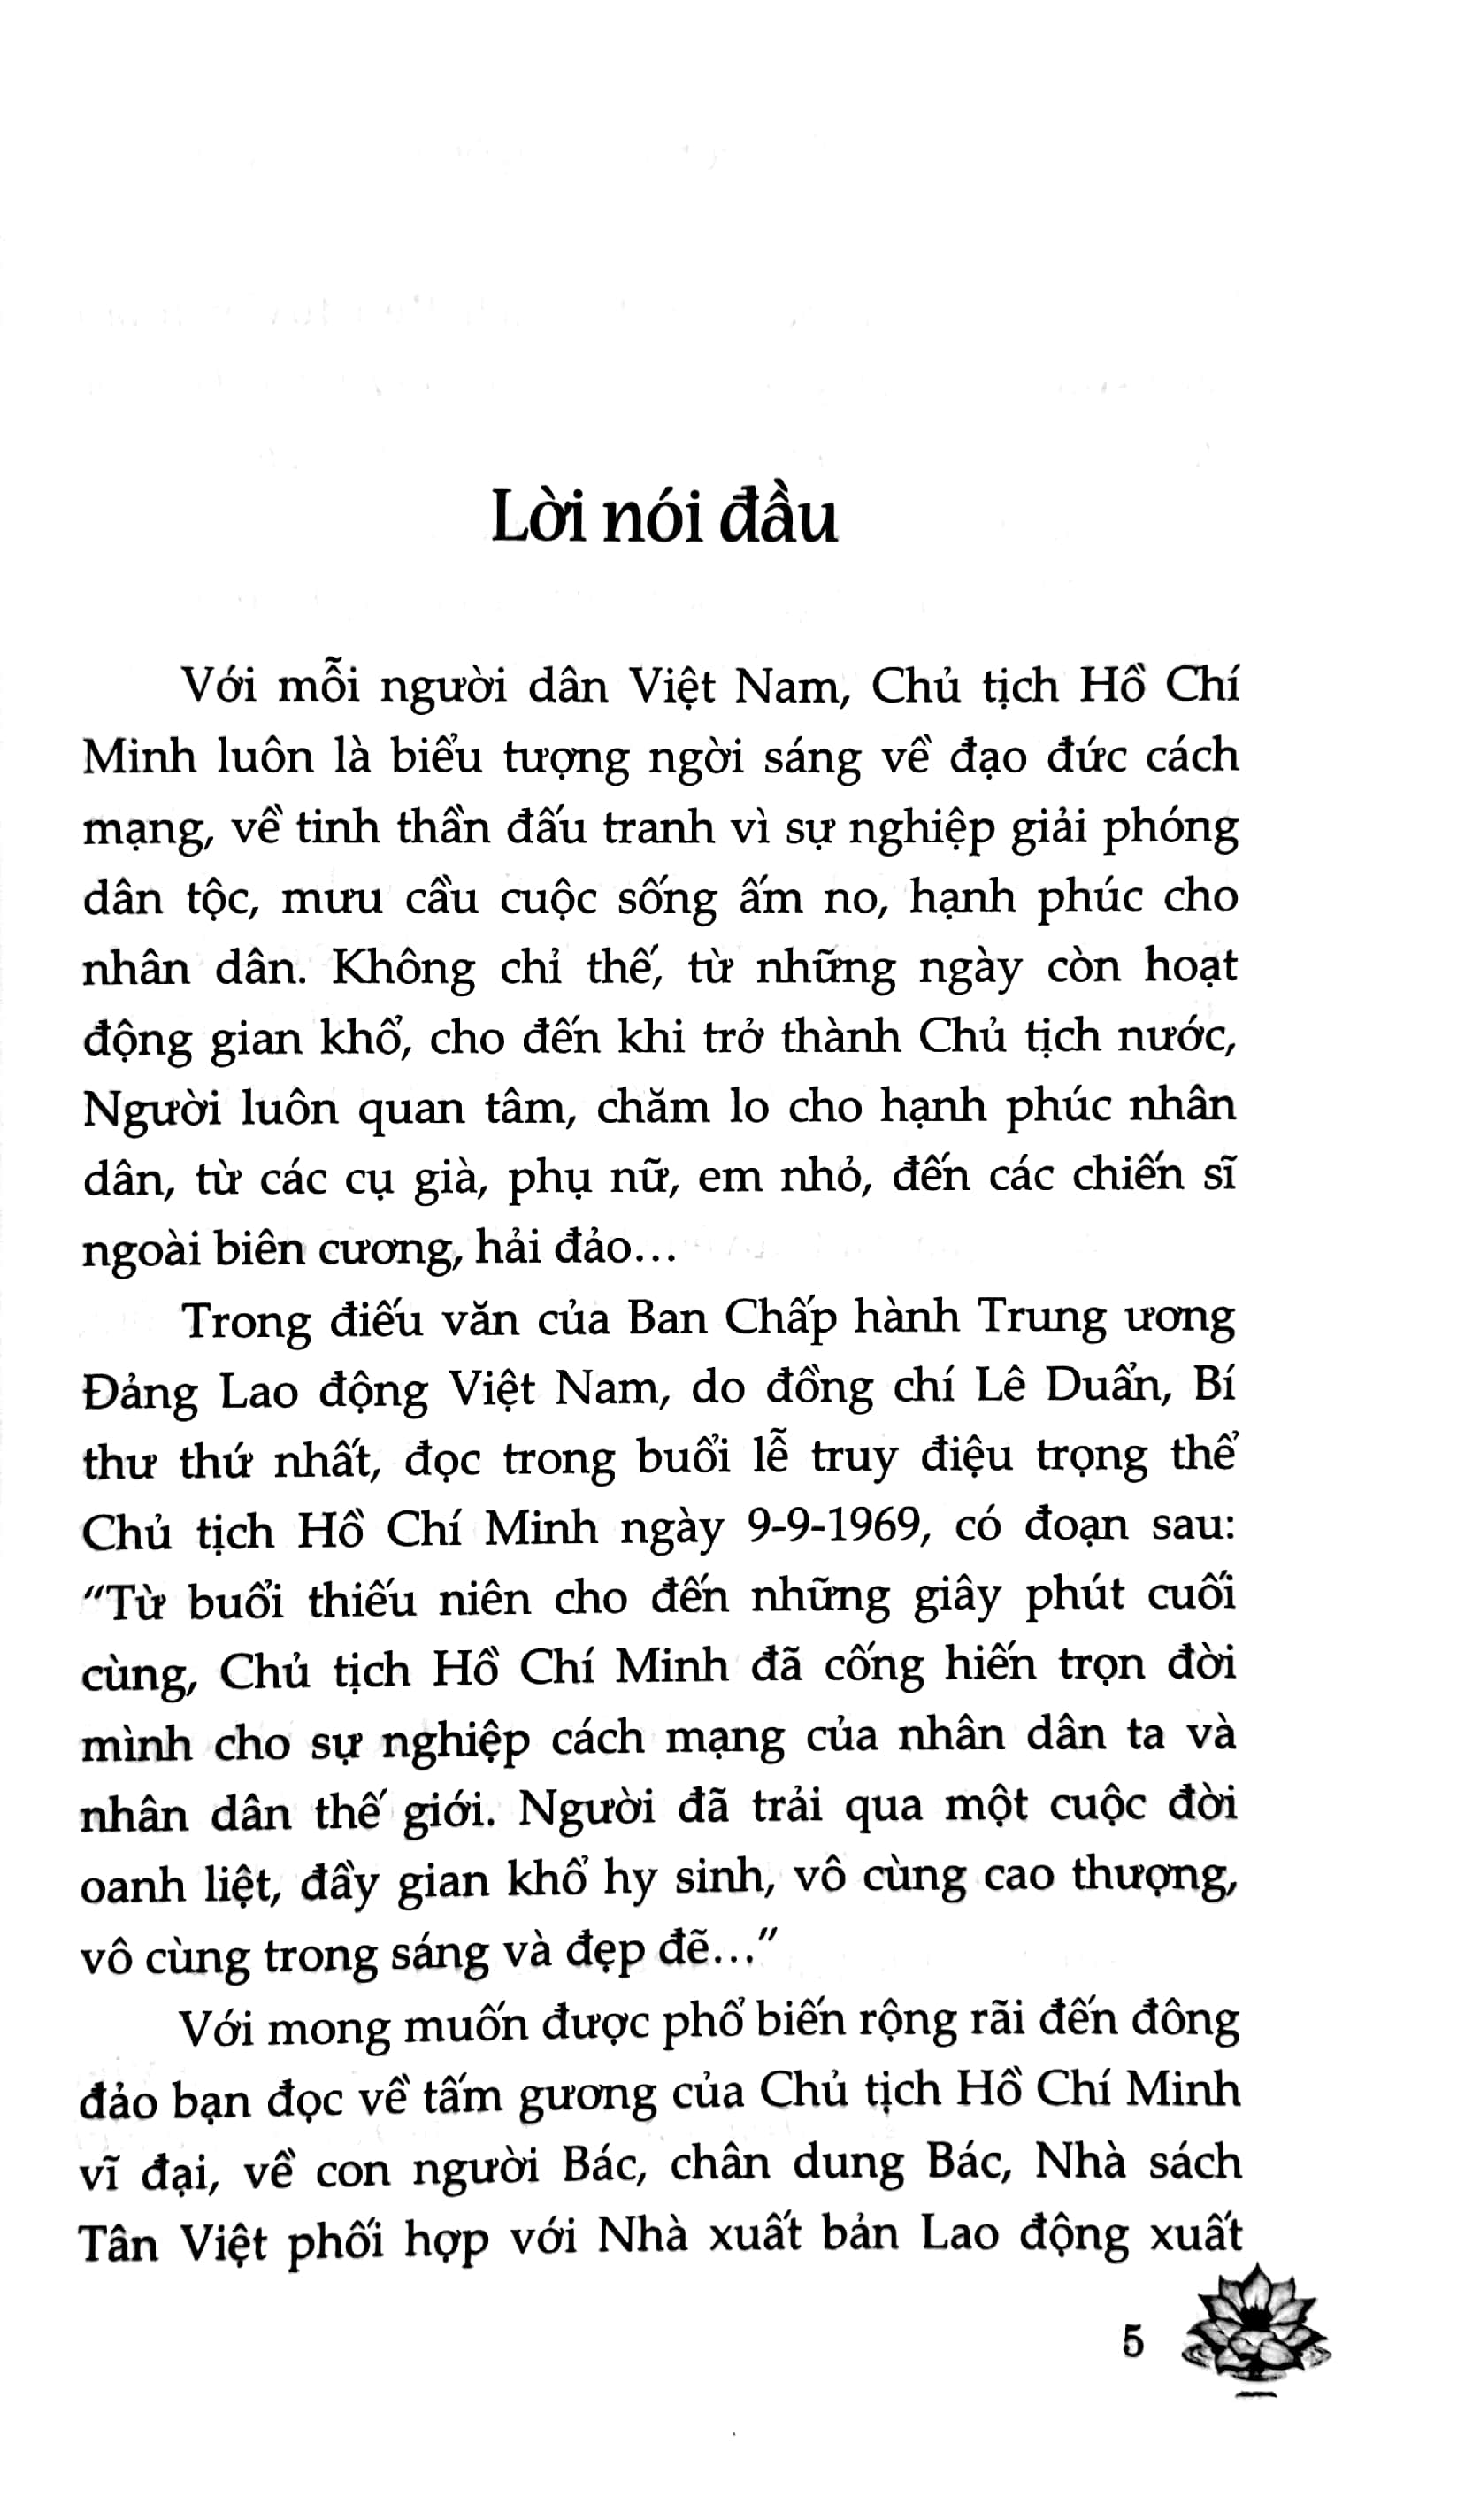 Lời nói đầu
Với mỗi người dân Việt Nam, Chủ tịch Hồ Chí
Minh luôn là biểu tượng ngời sáng về đạo đức cách
mạng, về tinh thần đấu tranh vì sự nghiệp giải phóng
dân tộc, mưu cầu cuộc sống ấm no, hạnh phúc cho
nhân dân. Không chỉ thế, từ những ngày còn hoạt
động gian khổ, cho đến khi trở thành Chủ tịch nước,
Người luôn quan tâm, chăm lo cho hạnh phúc nhân
dân, từ các cụ già, phụ nữ, em nhỏ, đến các chiến sĩ
ngoài biên cương, hải đảo...
Trong điếu văn của Ban Chấp hành Trung ương
Đảng Lao động Việt Nam, do đồng chí Lê Duẩn, Bí
thư thứ nhất, đọc trong buổi lễ truy điệu trọng thể
Chủ tịch Hồ Chí Minh ngày 9-9-1969, có đoạn sau:
“Từ buổi thiếu niên cho đến những giây phút cuối
cùng, Chủ tịch Hồ Chí Minh đã cống hiến trọn đời
mình cho sự nghiệp cách mạng của nhân dân ta và
nhân dân thế giới. Người đã trải qua một cuộc đời
oanh liệt, đầy gian khổ hy sinh, vô cùng cao thượng,
vô cùng trong sáng và đẹp đẽ...”
Với mong muốn được phổ biến rộng rãi đến đông
đảo bạn đọc về tấm gương của Chủ tịch Hồ Chí Minh
vĩ đại, về con người Bác, chân dung Bác, Nhà sách
Tân Việt phối hợp với Nhà xuất bản Lao động xuất
5